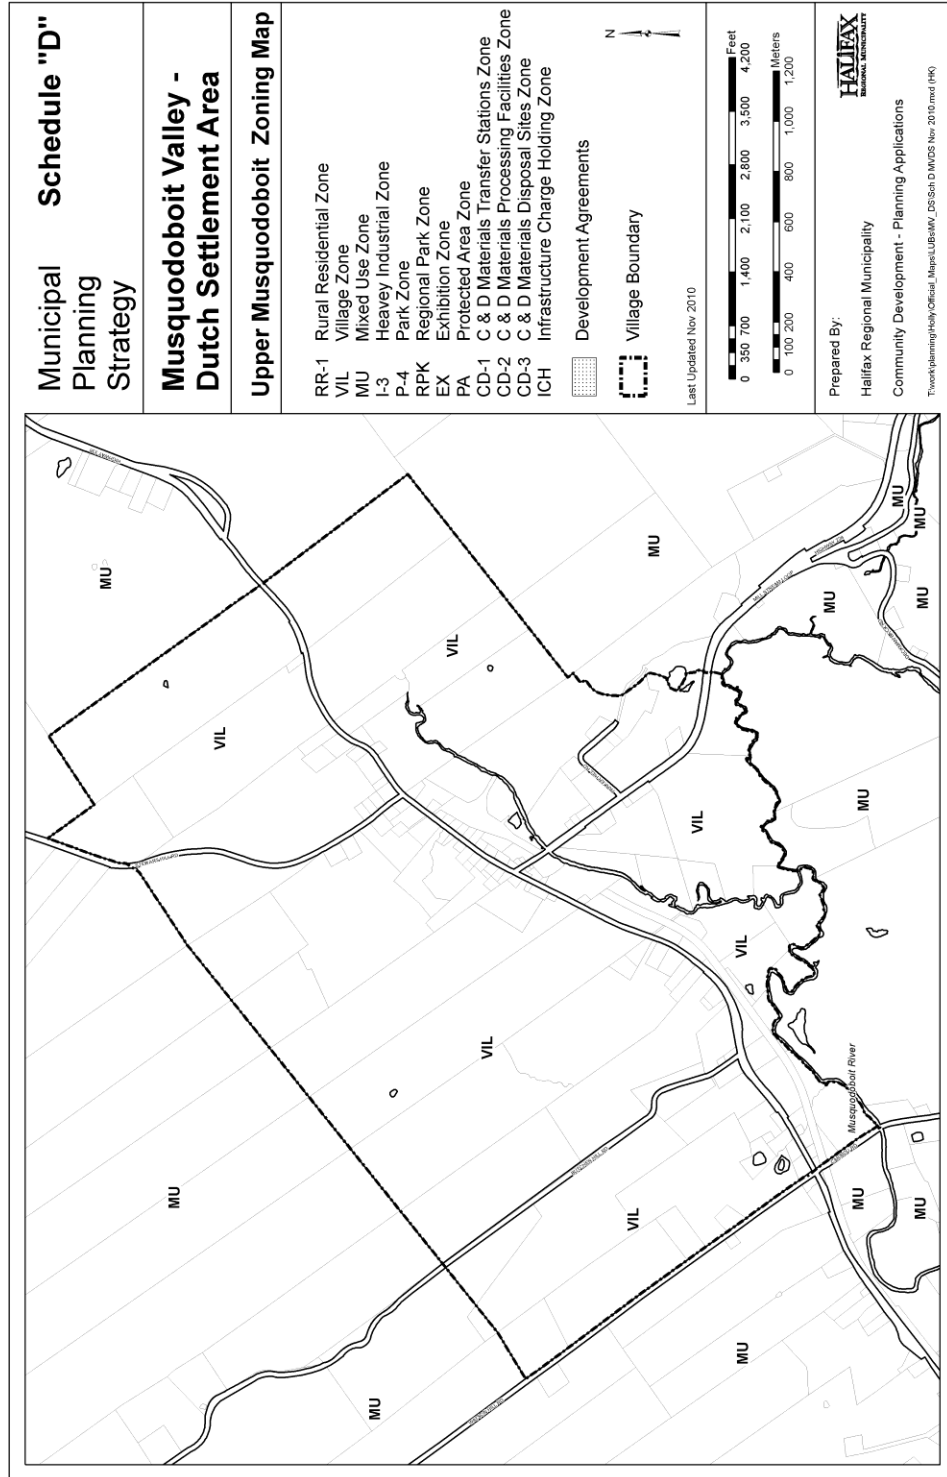 Municipal
Planning
Strategy
Schedule "D"
Musquodoboit Valley -
Dutch Settlement Area
Upper Musquodoboit Zoning Map
RR-1 Rural Residential Zone
VIL Village Zone
MU Mixed Use Zone
I-3 Heavey Industrial Zone
P-4 Park Zone
RPK Regional Park Zone
EX Exhibition Zone
PA Protected Area Zone
CD-1 C & D Materials Transfer Stations Zone
CD-2 C & D Materials Processing Facilities Zone
CD-3 C & D Materials Disposal Sites Zone
ICH Infrastructure Charge Holding Zone
Development Agreements
Village Boundary
N
Last Updated Nov 2010
0 350 700 1,400 2,100 2,800 3,500 4,200
Feet
0 100 200 400 600 800 1,000 1,200
Meters
Prepared By:
Halifax Regional Municipality
Community Development - Planning Applications
HALIFAX
REGIONAL MUNICIPALITY
MU
MU
VIL
MU
VIL
VIL
VIL
MU
VIL
VIL
MU
MU
Musquodoboit River
MU
MU
MU
MU
MU
MU